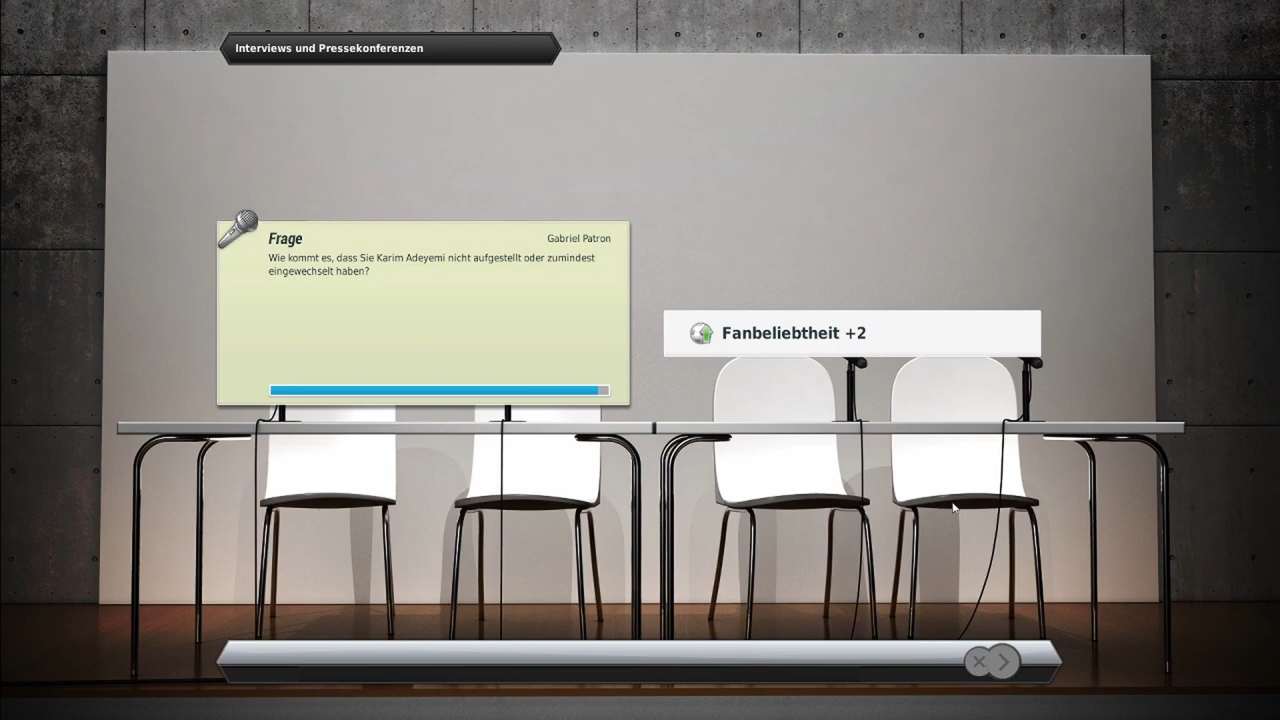 Interviews und Pressekonferenzen
Frage
Gabriel Patron
Wie kommt es, dass Sie Karim Adeyemi nicht aufgestellt oder zumindest
eingewechselt haben?
Fanbeliebtheit +2